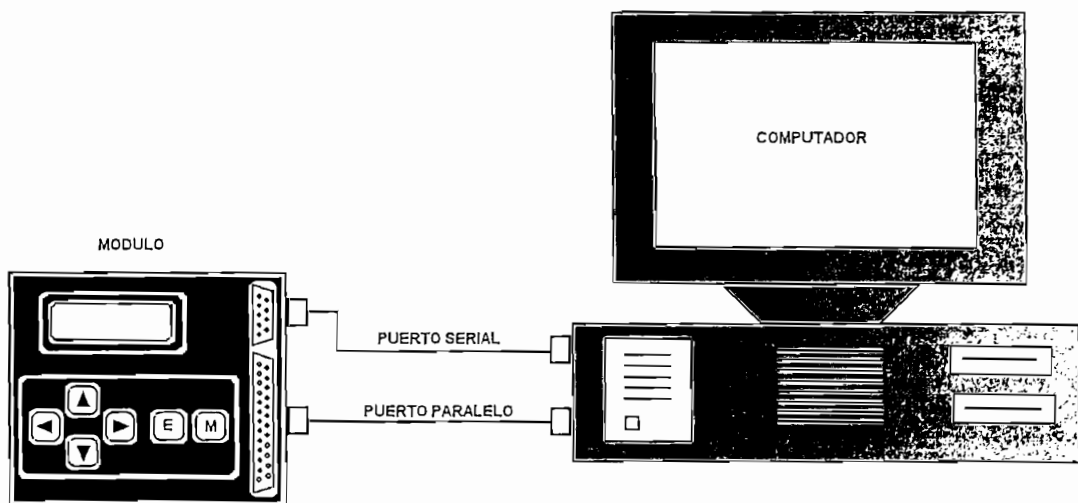 COMPUTADOR
MODULO
PUERTO SERIAL
PUERTO PARALELO
E
M